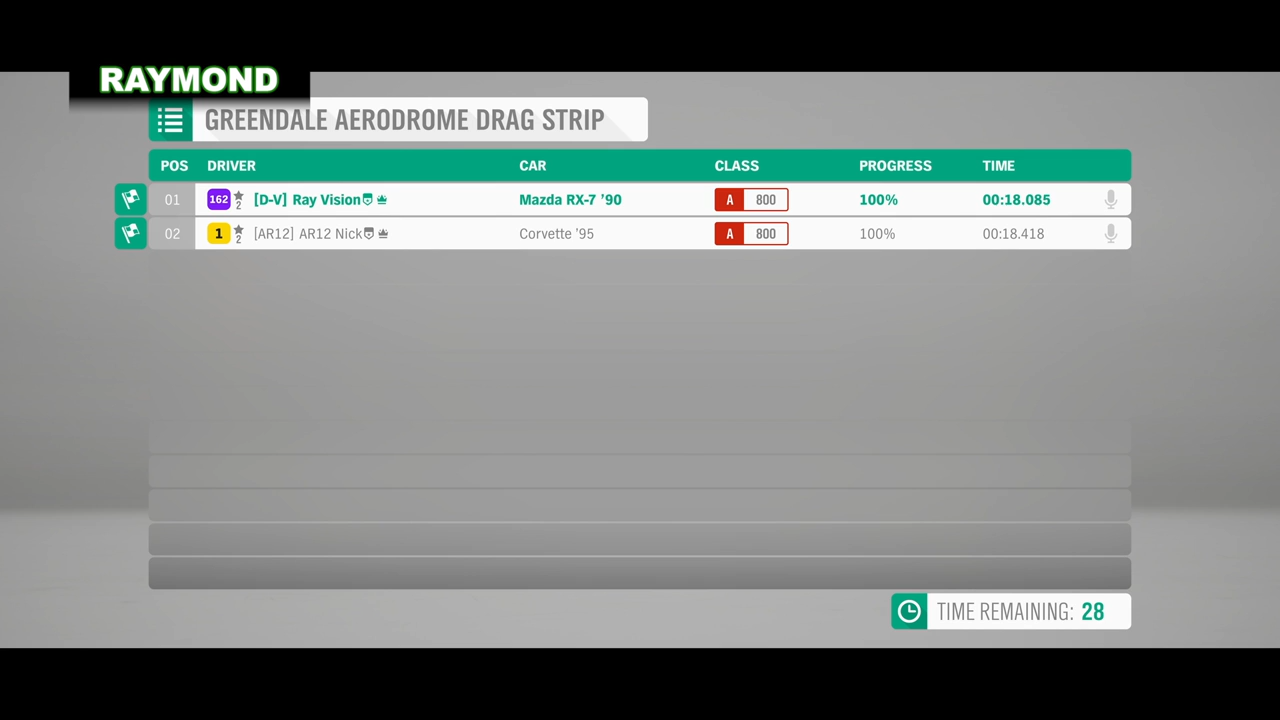 RAYMOND
GREENDALE AERODROME DRAG STRIP
POS DRIVER CAR CLASS PROGRESS TIME
01 162 2 [D-V] Ray Vision Mazda RX-7 '90 A 800 100% 00:18.085
02 1 2 [AR12] AR12 Nick Corvette '95 A 800 100% 00:18.418
TIME REMAINING: 28